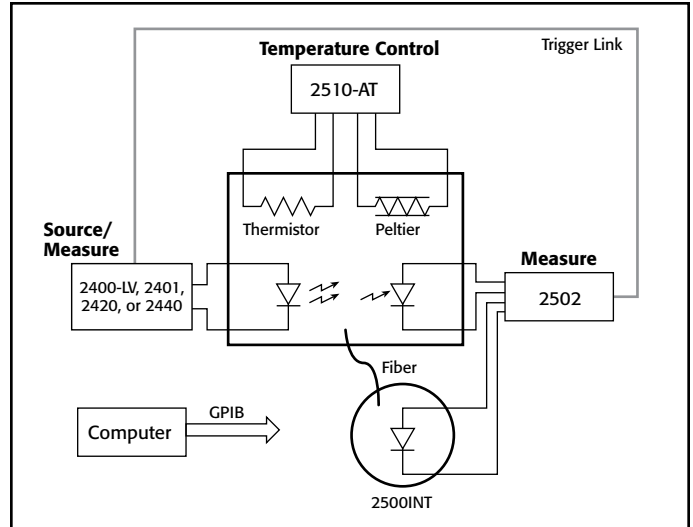 Trigger Link
Temperature Control
2510-AT
Thermistor
Peltier
Source/
Measure
2400-LV, 2401,
2420, or 2440
Measure
2502
Fiber
Computer
GPIB
2500INT